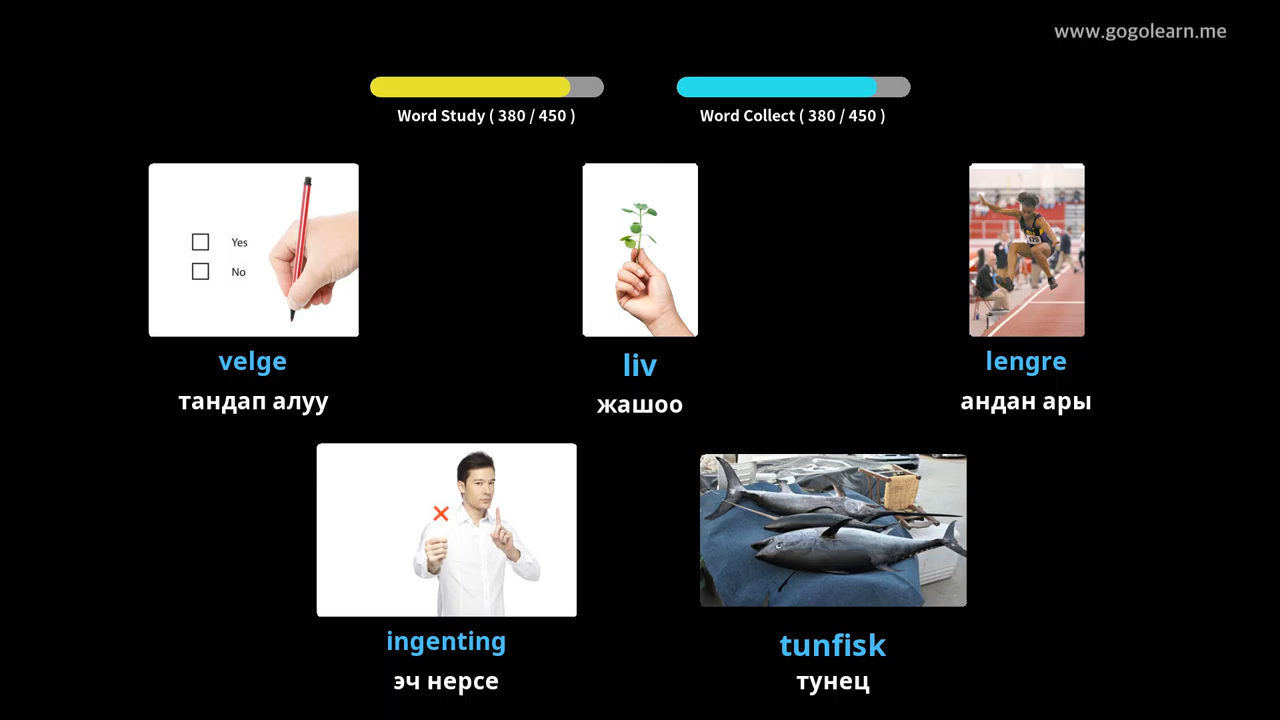 www.gogolearn.me
Word Study ( 380 / 450 )
Word Collect ( 380 / 450 )
Yes
No
velge
тандап алуу
liv
жашоо
lengre
андан ары
ingenting
эч нерсе
tunfisk
тунец